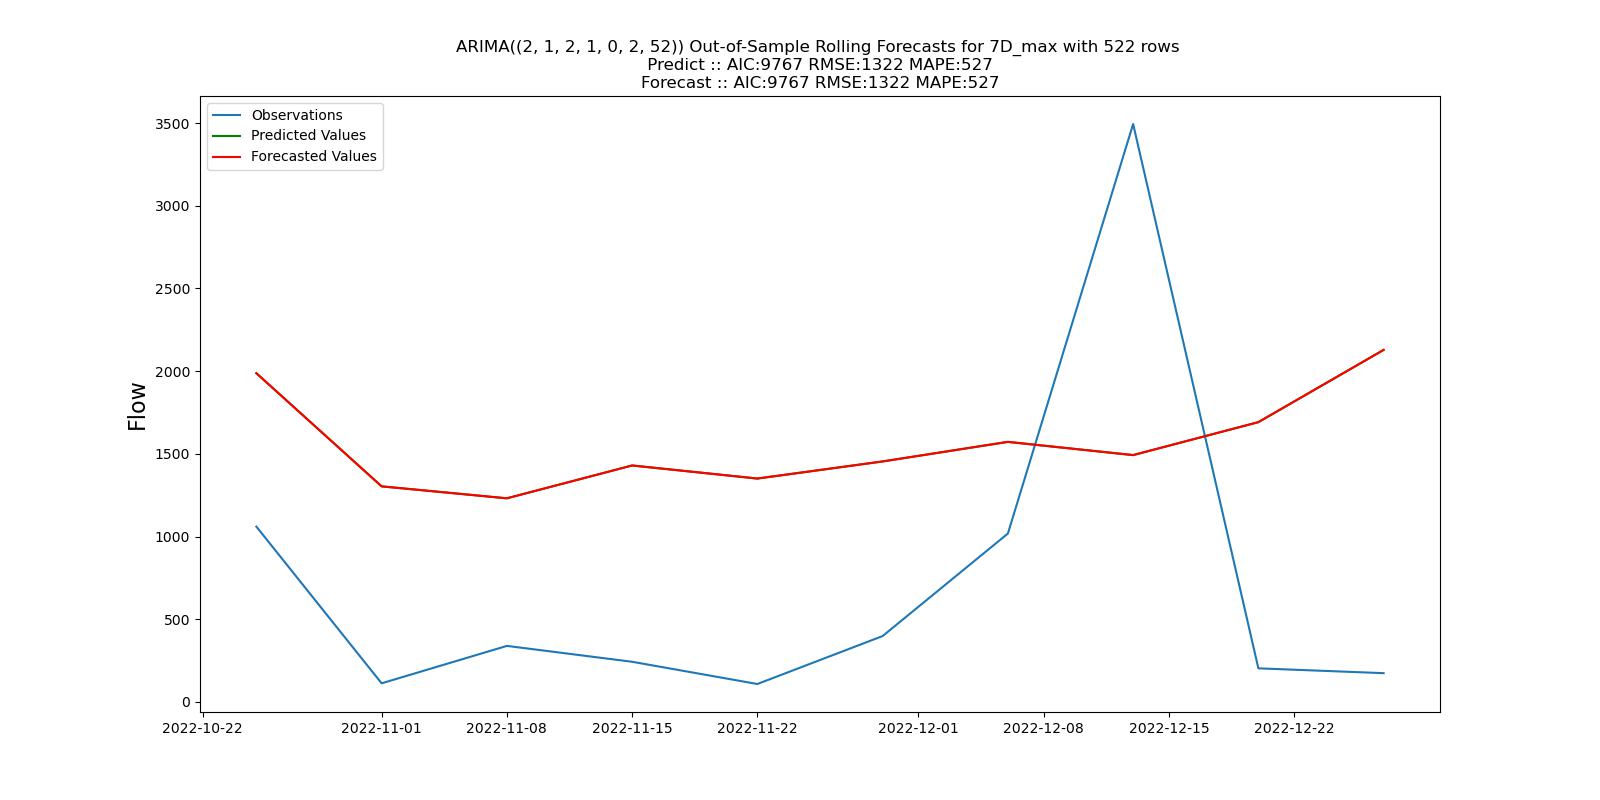 ARIMA((2, 1, 2, 1, 0, 2, 52)) Out-of-Sample Rolling Forecasts for 7D_max with 522 rows
Predict :: AIC:9767 RMSE:1322 MAPE:527
Forecast :: AIC:9767 RMSE:1322 MAPE:527
Observations
Predicted Values
Forecasted Values
3500
3000
2500
2000
1500
1000
500
0
Flow
2022-10-22 2022-11-01 2022-11-08 2022-11-15 2022-11-22 2022-12-01 2022-12-08 2022-12-15 2022-12-22